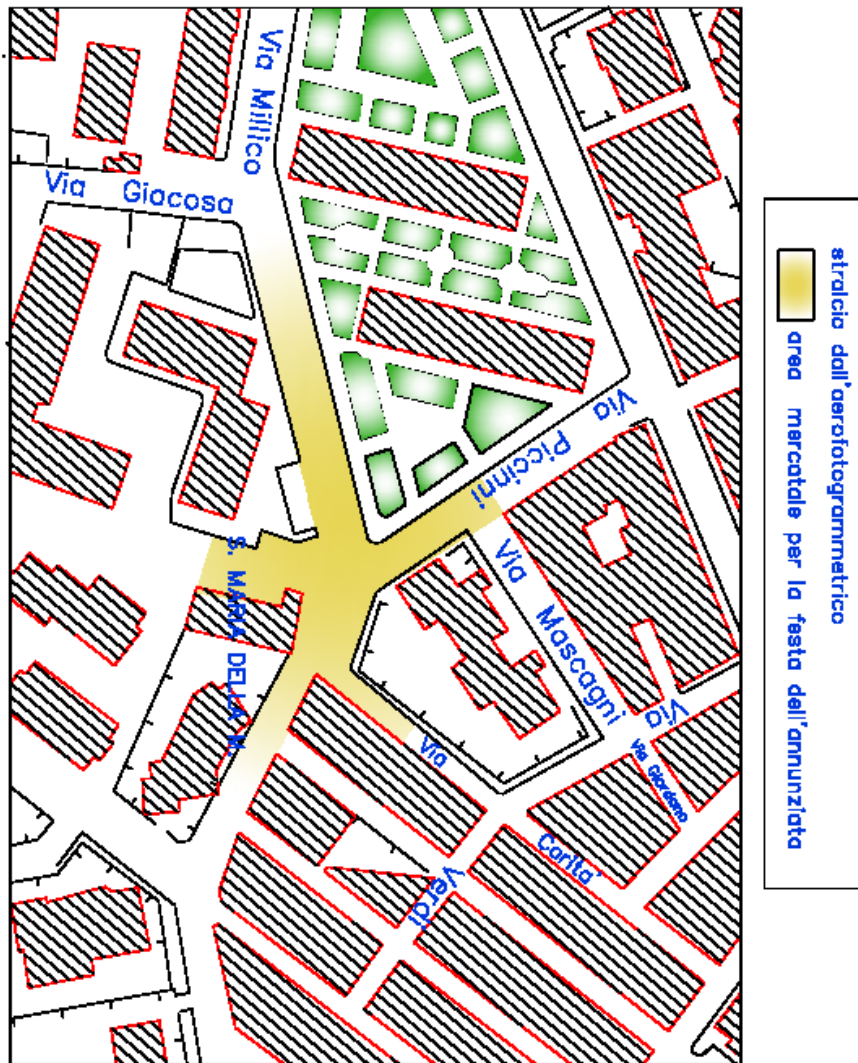 Via Millico
Via Giacosa
Via Piccinni
Via Mascagni
S. MARIA DELLA N.
Via
Via
Via Giordano
Carita'
Verdi
stralcio dall'aerofotogrammetrico
area mercatale per la festa dell'annunziata